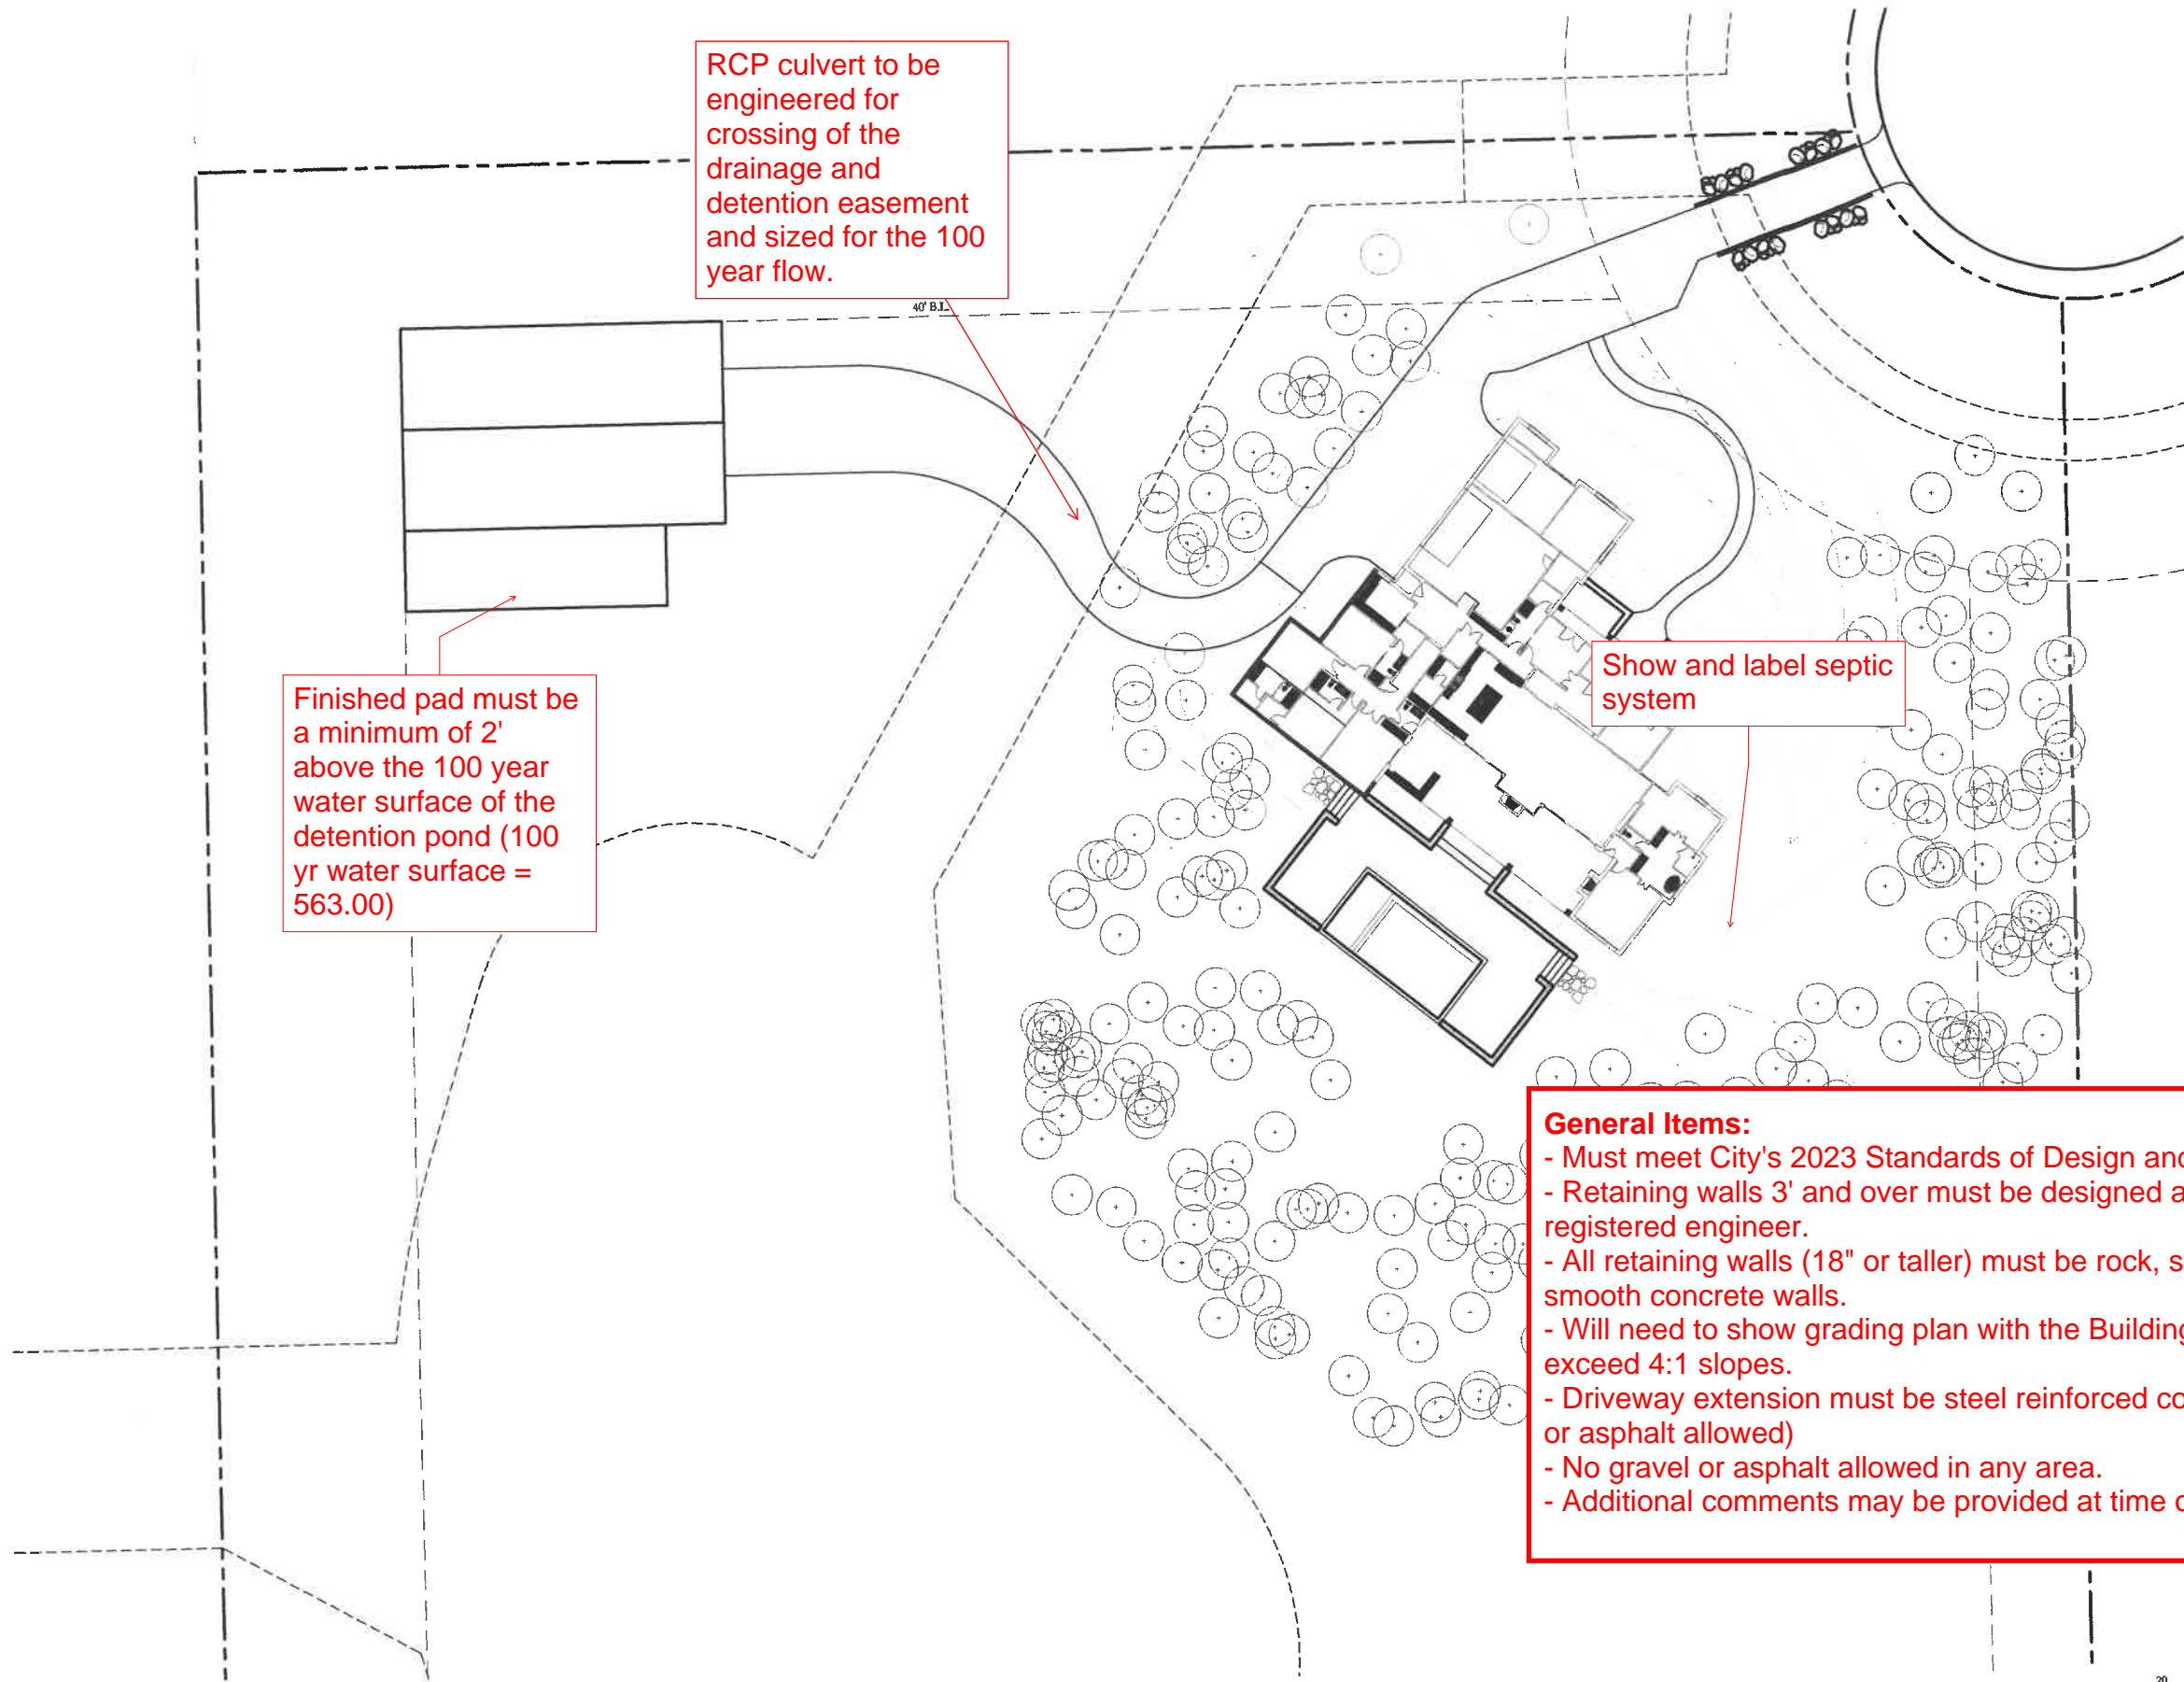 RCP culvert to be
engineered for
crossing of the
drainage and
detention easement
and sized for the 100
year flow.
40' B.L.
Finished pad must be
a minimum of 2'
above the 100 year
water surface of the
detention pond (100
yr water surface =
563.00)
Show and label septic
system
General Items:
- Must meet City's 2023 Standards of Design and
- Retaining walls 3' and over must be designed a
registered engineer.
- All retaining walls (18" or taller) must be rock, s
smooth concrete walls.
- Will need to show grading plan with the Building
exceed 4:1 slopes.
- Driveway extension must be steel reinforced co
or asphalt allowed)
- No gravel or asphalt allowed in any area.
- Additional comments may be provided at time o
20